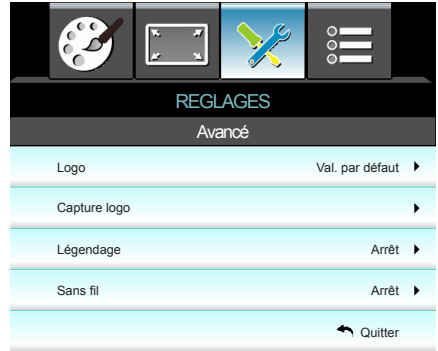 REGLAGES
Avancé
Logo Val. par défaut
Capture logo
Légendage Arrêt
Sans fil Arrêt
Quitter